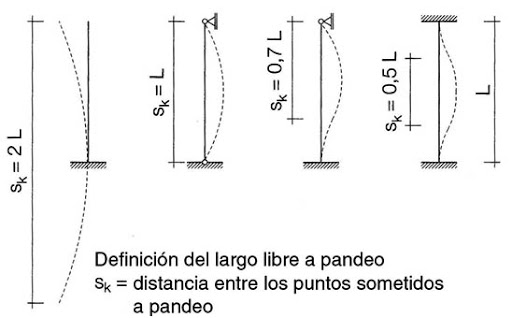 sₖ = 2 L
sₖ = L
sₖ = 0,7 L
sₖ = 0,5 L
L
Definición del largo libre a pandeo
sₖ = distancia entre los puntos sometidos
a pandeo